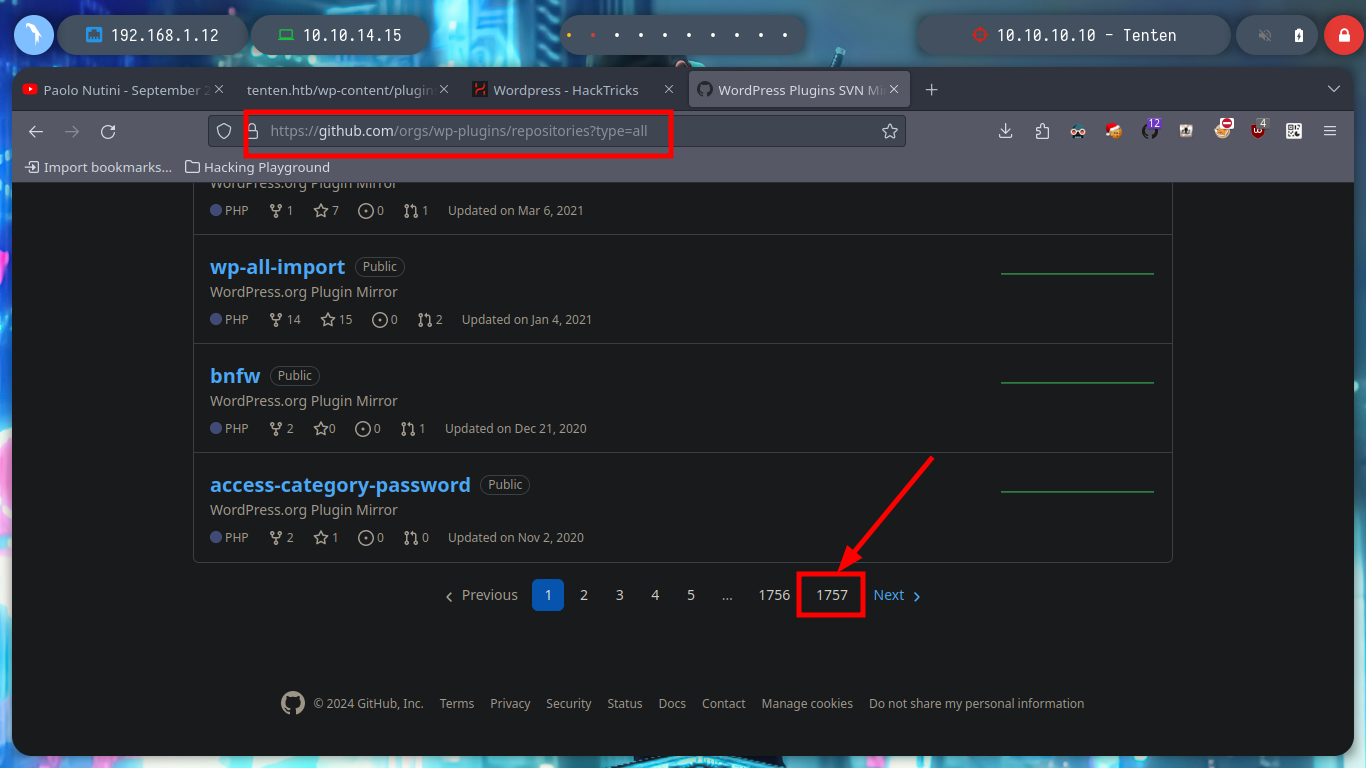 192.168.1.12
10.10.14.15
10.10.10.10 - Tenten
Paolo Nutini - September 2
tenten.htb/wp-content/plugin
Wordpress - HackTricks
WordPress Plugins SVN Mi
https://github.com/orgs/wp-plugins/repositories?type=all
12
4
Import bookmarks...
Hacking Playground
WordPress.org Plugin Mirror
PHP 1 7 0 1 Updated on Mar 6, 2021
wp-all-import Public
WordPress.org Plugin Mirror
PHP 14 15 0 2 Updated on Jan 4, 2021
bnfw Public
WordPress.org Plugin Mirror
PHP 2 0 0 1 Updated on Dec 21, 2020
access-category-password Public
WordPress.org Plugin Mirror
PHP 2 1 0 0 Updated on Nov 2, 2020
Previous 1 2 3 4 5 ... 1756 1757 Next
© 2024 GitHub, Inc. Terms Privacy Security Status Docs Contact Manage cookies Do not share my personal information